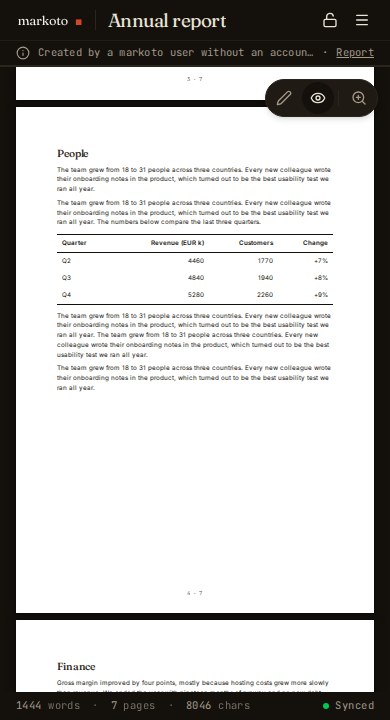 markoto
Annual report
Created by a markoto user without an accoun… · Report
3 · 7
People
The team grew from 18 to 31 people across three countries. Every new colleague wrote
their onboarding notes in the product, which turned out to be the best usability test we
ran all year.
The team grew from 18 to 31 people across three countries. Every new colleague wrote
their onboarding notes in the product, which turned out to be the best usability test we
ran all year. The numbers below compare the last three quarters.
Quarter Revenue (EUR k) Customers Change
Q2 4460 1770 +7%
Q3 4840 1940 +8%
Q4 5280 2260 +9%
The team grew from 18 to 31 people across three countries. Every new colleague wrote
their onboarding notes in the product, which turned out to be the best usability test we
ran all year. The team grew from 18 to 31 people across three countries. Every new
colleague wrote their onboarding notes in the product, which turned out to be the best
usability test we ran all year.
The team grew from 18 to 31 people across three countries. Every new colleague wrote
their onboarding notes in the product, which turned out to be the best usability test we
ran all year.
4 · 7
Finance
Gross margin improved by four points, mostly because hosting costs grew more slowly
1444 words · 7 pages · 8046 chars
Synced